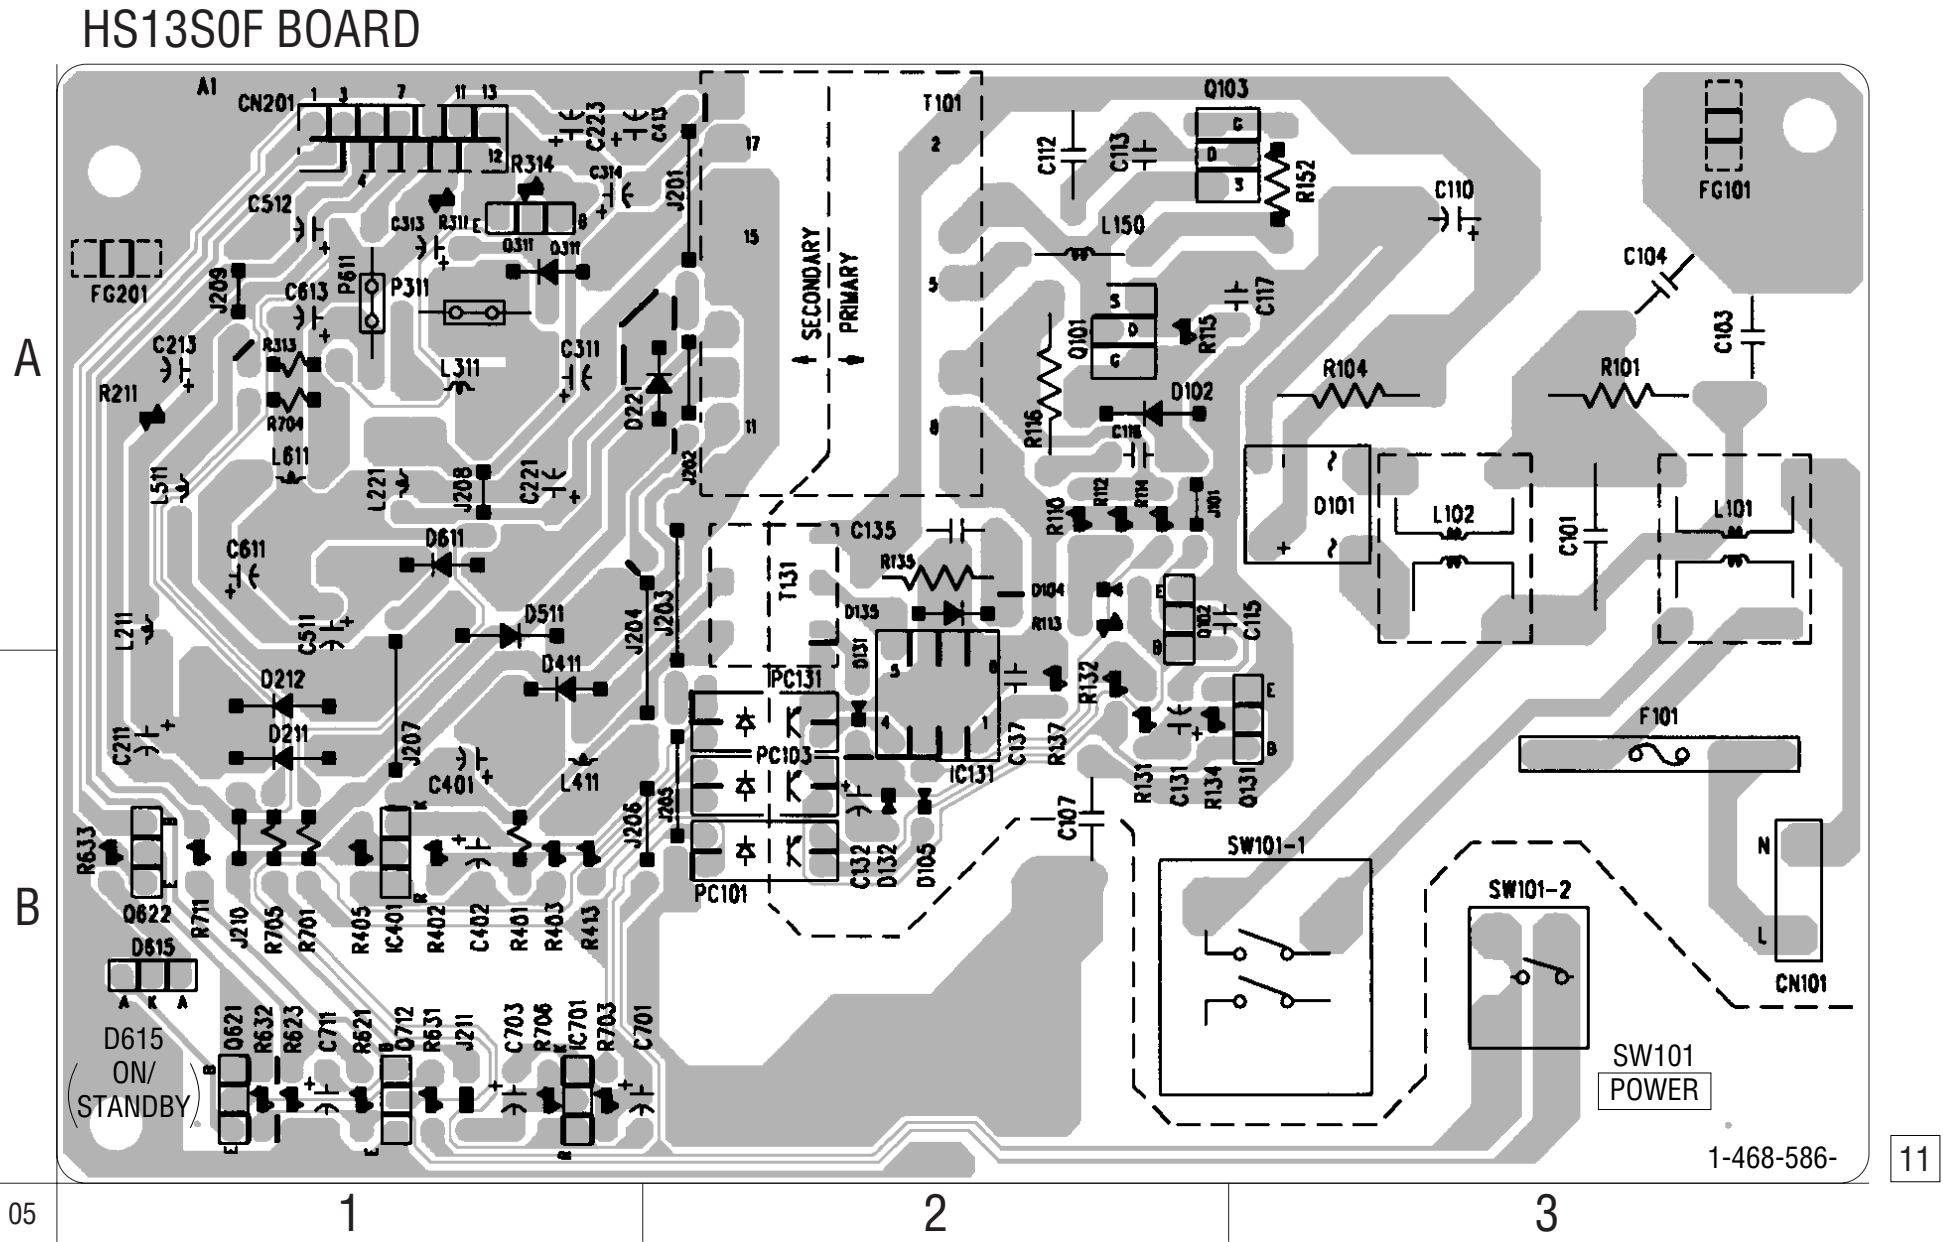 HS13S0F BOARD
A1
CN201
1 3 7 11 13
4 12
C223
C413
T101
17
2
15
5
11
8
Q103
G
D
S
FG101
R314
C314
J201
C112
C113
R152
C110
C512
C313
R311
E
B
Q311
D311
L150
C104
FG201
J209
C613
P611
P311
SECONDARY
PRIMARY
S
D
G
Q101
C117
R115
C103
A
C213
R313
L311
C311
D221
R116
D102
R104
R101
R211
R704
L611
J202
L511
L221
J208
C221
R110
R112
R114
J101
D101
+
L102
C101
L101
C135
D611
C611
R135
T131
D104
D135
R113
E
B
Q102
C115
L211
C511
D511
J204
J203
D131
5
8
4
1
D212
D411
PC131
R132
E
B
F101
C211
D211
J207
C401
L411
PC103
IC131
C137
R137
R131
C131
R134
Q131
R633
B
E
K
R
J206
J205
C107
SW101-1
N
L
SW101-2
PC101
C132
D132
D105
B
Q622
R711
J210
R705
R701
R405
IC401
R402
C402
R401
R403
R413
D615
A K A
CN101
D615
ON/
STANDBY
Q621
R632
R623
C711
R621
Q712
R631
J211
C703
R706
IC701
R703
C701
B
E
B
E
K
R
SW101
POWER
1-468-586-
11
05
1
2
3